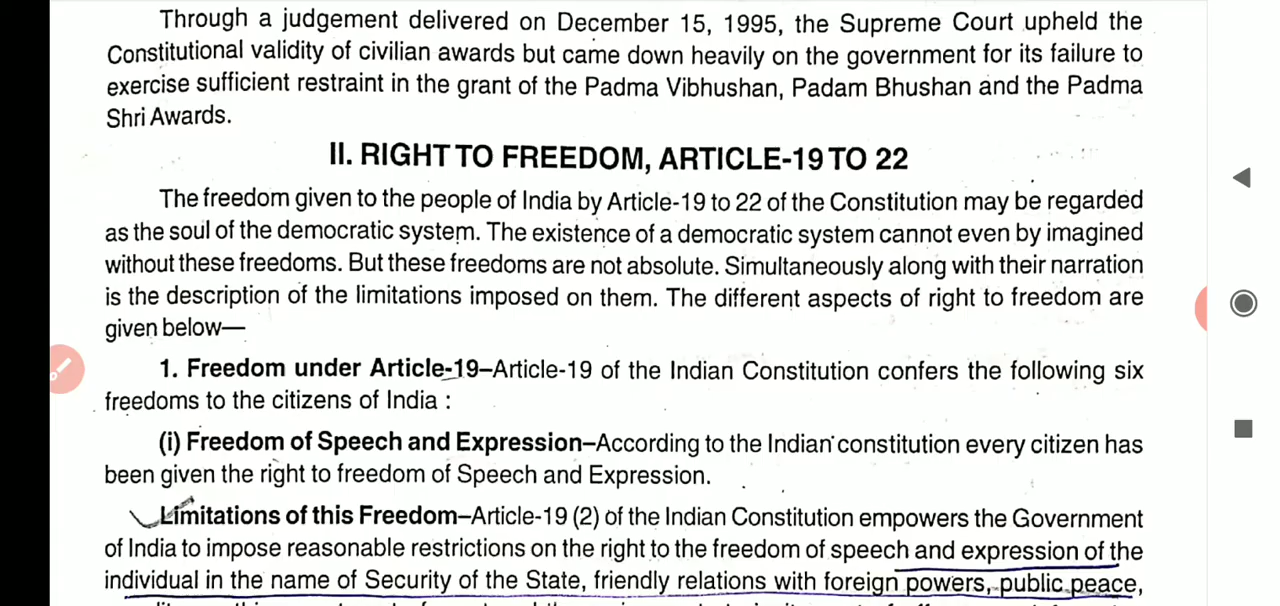 Through a judgement delivered on December 15, 1995, the Supreme Court upheld the
Constitutional validity of civilian awards but came down heavily on the government for its failure to
exercise sufficient restraint in the grant of the Padma Vibhushan, Padam Bhushan and the Padma
Shri Awards.
II. RIGHT TO FREEDOM, ARTICLE-19 TO 22
The freedom given to the people of India by Article-19 to 22 of the Constitution may be regarded
as the soul of the democratic system. The existence of a democratic system cannot even by imagined
without these freedoms. But these freedoms are not absolute. Simultaneously along with their narration
is the description of the limitations imposed on them. The different aspects of right to freedom are
given below—
1. Freedom under Article-19–Article-19 of the Indian Constitution confers the following six
freedoms to the citizens of India :
(i) Freedom of Speech and Expression–According to the Indian constitution every citizen has
been given the right to freedom of Speech and Expression.
Limitations of this Freedom–Article-19 (2) of the Indian Constitution empowers the Government
of India to impose reasonable restrictions on the right to the freedom of speech and expression of the
individual in the name of Security of the State, friendly relations with foreign powers, public peace,